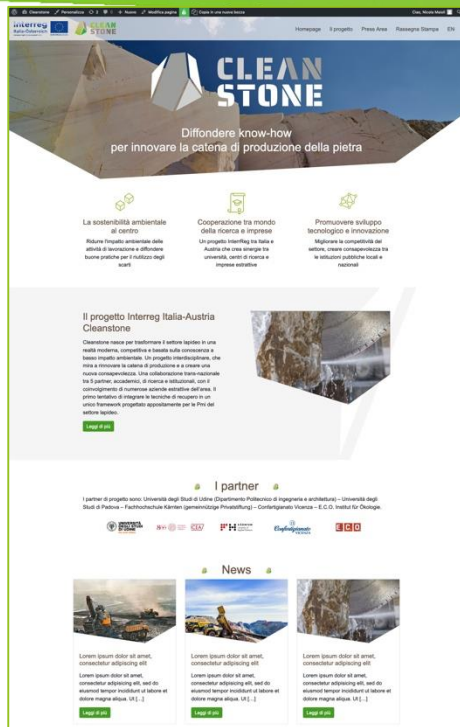 Cleanstone Personalizza Nuovo Modifica pagina Copia in una nuova bozza
Interreg
Italia-Österreich
CLEAN
STONE
Homepage Il progetto Press Area Rassegna Stampa EN
CLEAN
STONE
Diffondere know-how
per innovare la catena di produzione della pietra
La sostenibilità ambientale
al centro
Ridurre l'impatto ambientale delle
attività di lavorazione e diffondere
buone pratiche per il riutilizzo degli
scarti
Cooperazione tra mondo
della ricerca e imprese
Un progetto InterrReg tra Italia e
Austria che crea sinergie tra
università, centri di ricerca e
imprese estrattive
Promuovere sviluppo
tecnologico e innovazione
Migliorare la competitività del
settore, creare consapevolezza tra
le istituzioni pubbliche locali e
nazionali
Il progetto Interreg Italia-Austria
Cleanstone
Cleanstone nasce per trasformare il settore lapideo in una
realtà moderna, competitiva e basata sulla conoscenza a
basso impatto ambientale. Un progetto interdisciplinare, che
mira a rinnovare la catena di produzione e a creare una
nuova consapevolezza. Una collaborazione trans-nazionale
tra 5 partner, accademici, di ricerca e istituzionali, con il
coinvolgimento di numerose aziende estrattive dell'area. Il
primo tentativo di integrare le tecniche di recupero in un
unico framework progettato appositamente per le Pmi del
settore lapideo.
Leggi di più
I partner
I partner di progetto sono: Università degli Studi di Udine (Dipartimento Politecnico di ingegneria e architettura) – Università degli
Studi di Padova – Fachhochschule Kärnten (gemeinnützige Privatstiftung) – Confartigianato Vicenza – E.C.O. Institut für Ökologie.
UNIVERSITÀ
DEGLI STUDI
DI UDINE
FH
Confartigianato
VICENZA
ECO
News
Lorem ipsum dolor sit amet,
consectetur adipiscing elit
Lorem ipsum dolor sit amet,
consectetur adipiscing elit, sed do
eiusmod tempor incididunt ut labore et
dolore magna aliqua. Ut [...]
Leggi di più
Lorem ipsum dolor sit amet,
consectetur adipiscing elit
Lorem ipsum dolor sit amet,
consectetur adipiscing elit, sed do
eiusmod tempor incididunt ut labore et
dolore magna aliqua. Ut [...]
Leggi di più
Lorem ipsum dolor sit amet,
consectetur adipiscing elit
Lorem ipsum dolor sit amet,
consectetur adipiscing elit, sed do
eiusmod tempor incididunt ut labore et
dolore magna aliqua. Ut [...]
Leggi di più